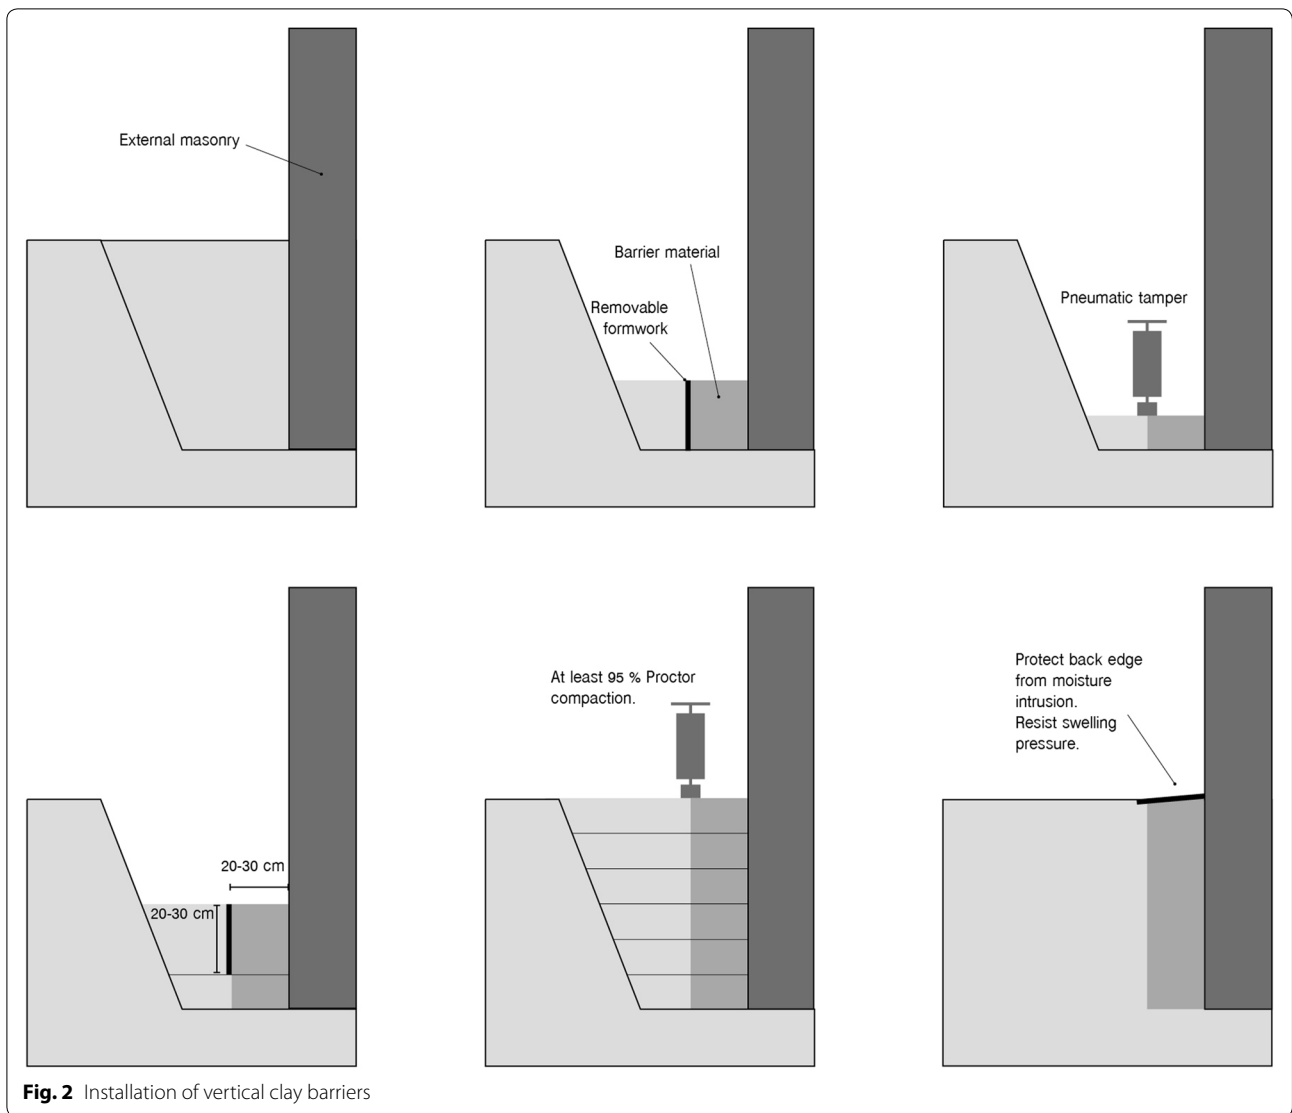 External masonry
Barrier material
Removable
formwork
Pneumatic tamper
20-30 cm
20-30 cm
At least 95 % Proctor
compaction.
Protect back edge
from moisture
intrusion.
Resist swelling
pressure.
Fig. 2 Installation of vertical clay barriers